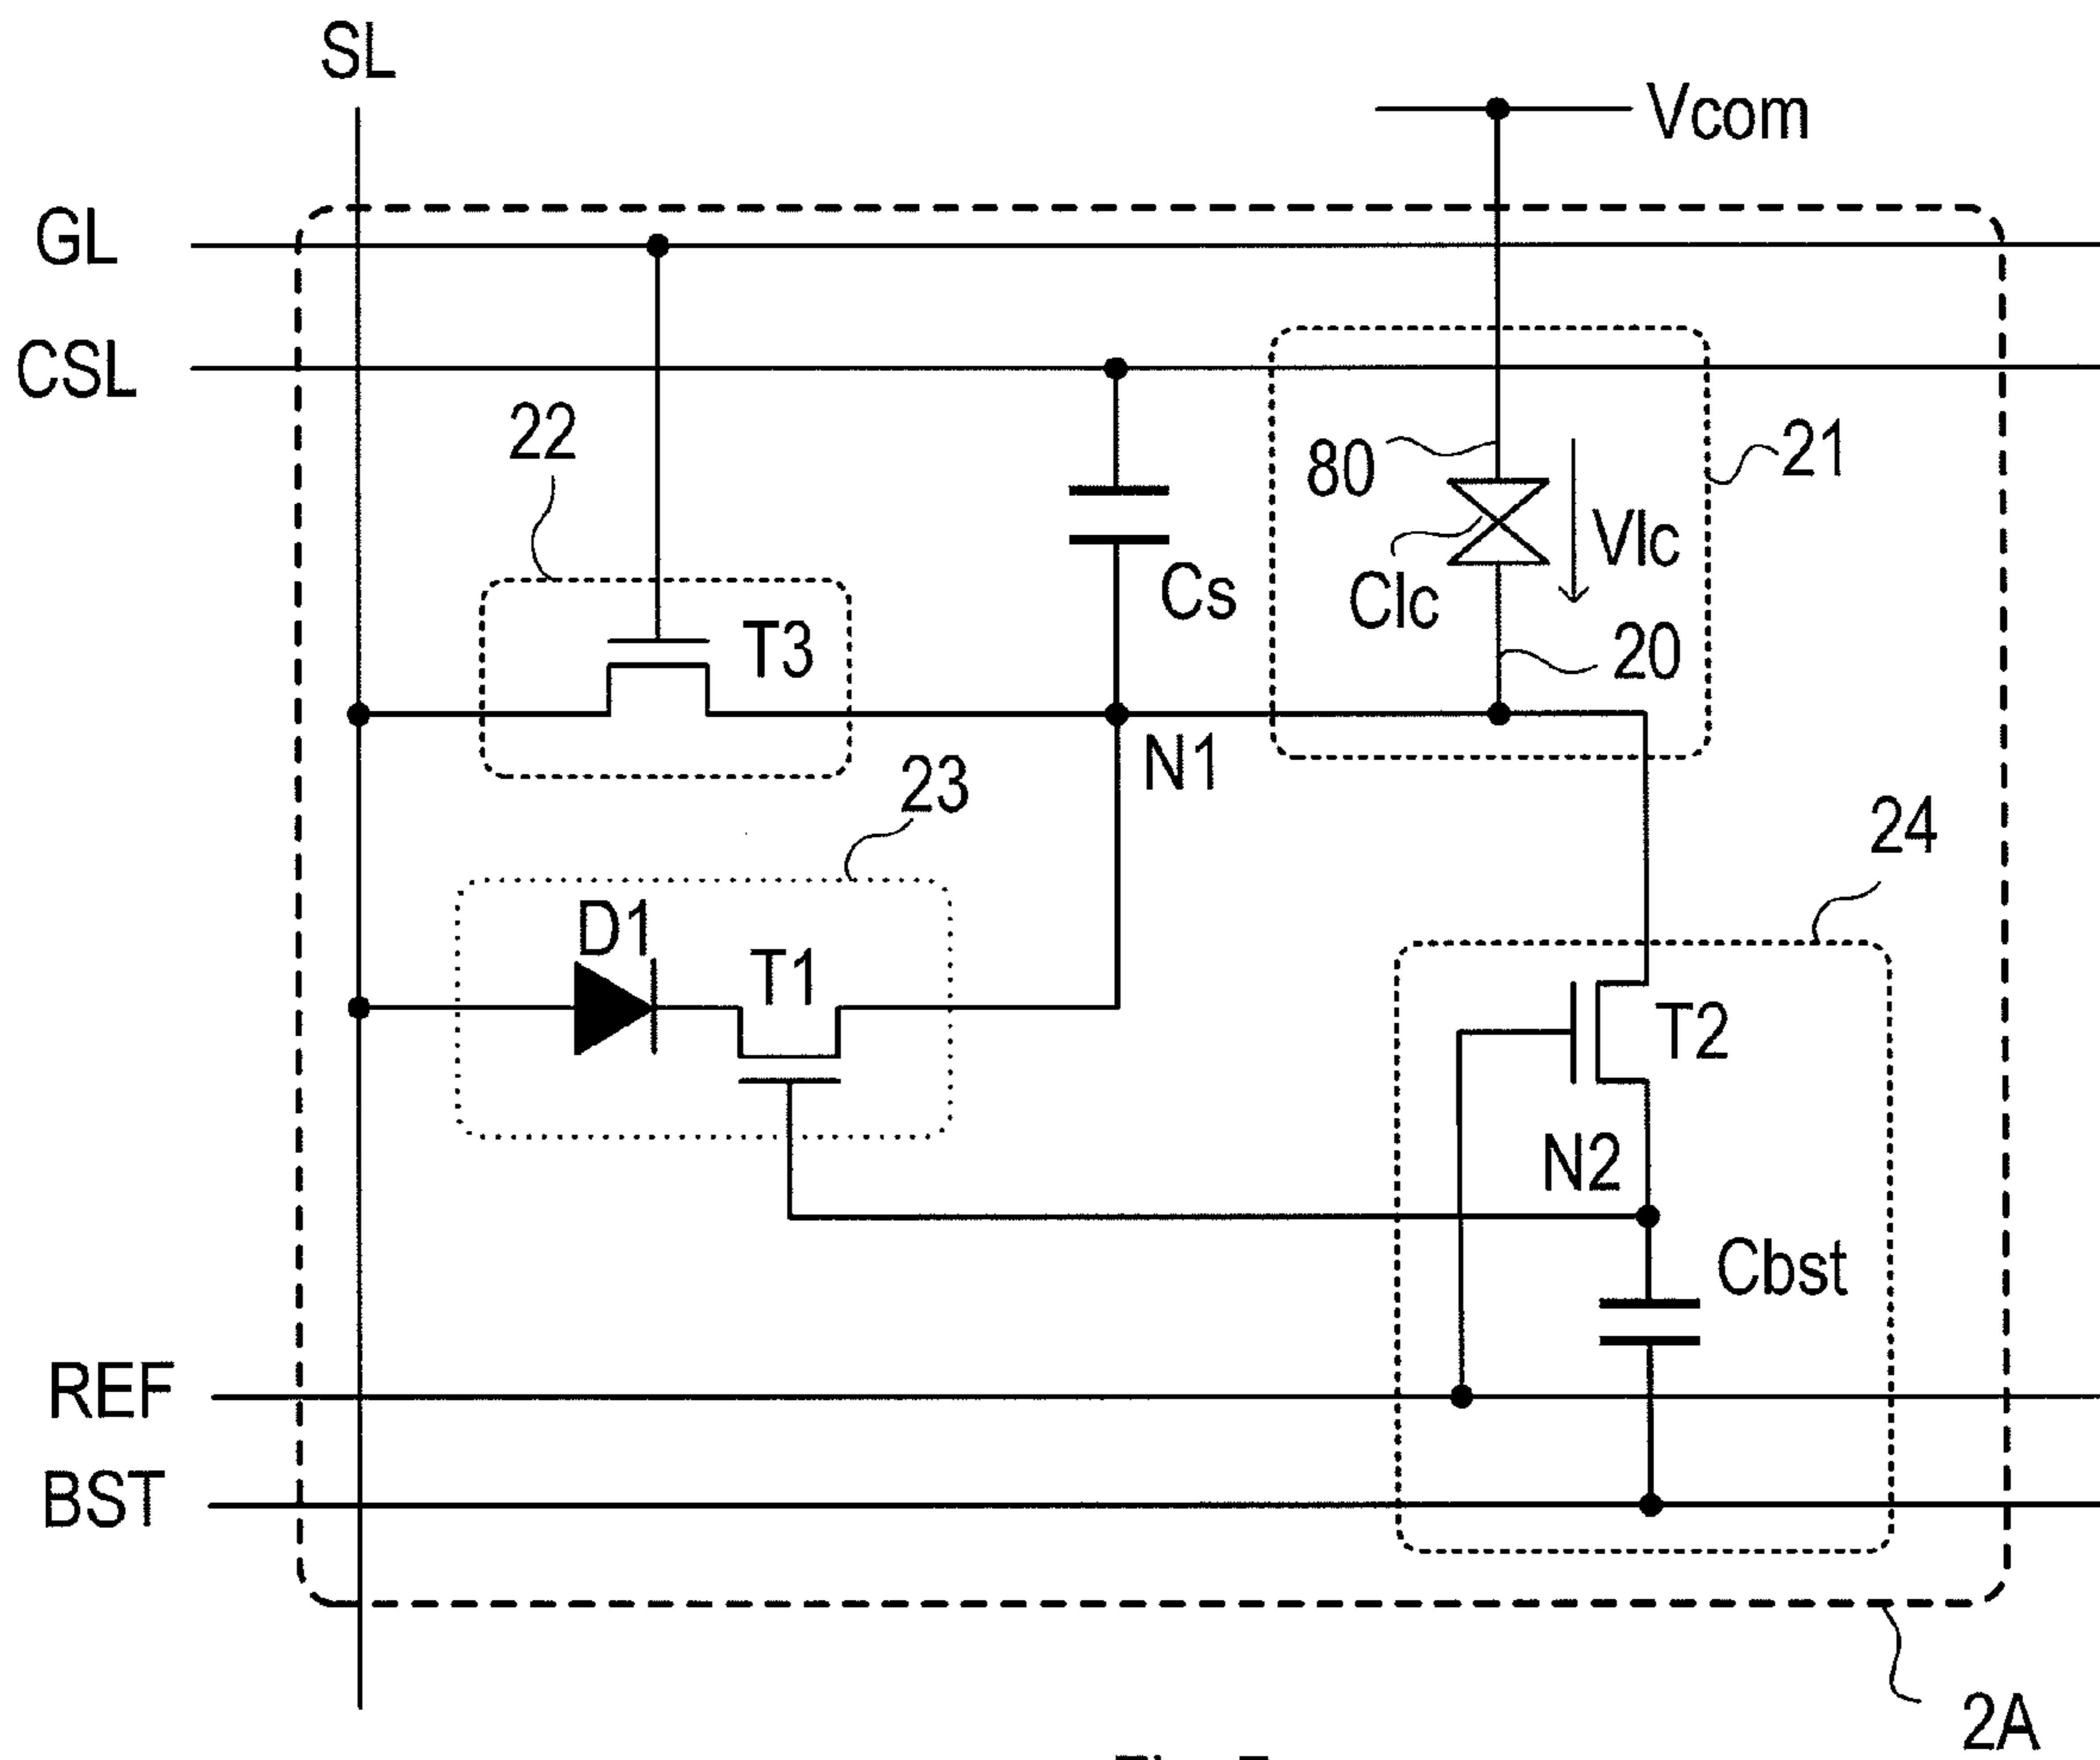 SL
Vcom
GL
CSL
22
80
21
Vlc
Clc
Cs
T3
20
N1
23
24
D1
T1
T2
N2
Cbst
REF
BST
2A